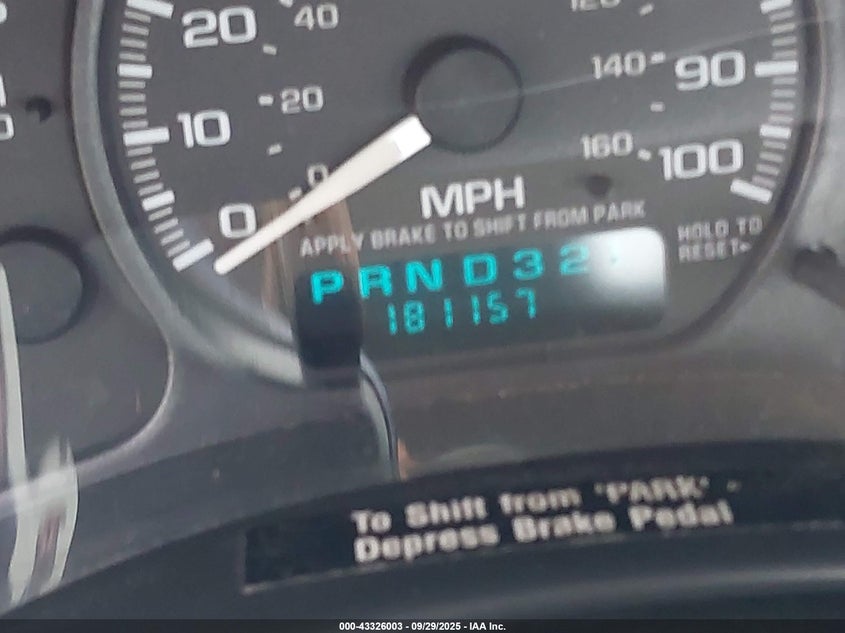 20
40
120
10
20
140
90
0
0
160
100
MPH
APPLY BRAKE TO SHIFT FROM PARK
HOLD TO
RESET
P R N D 3 2
181157
To Shift from 'PARK' -
Depress Brake Pedal
000-43326003 - 09/29/2025 - IAA Inc.